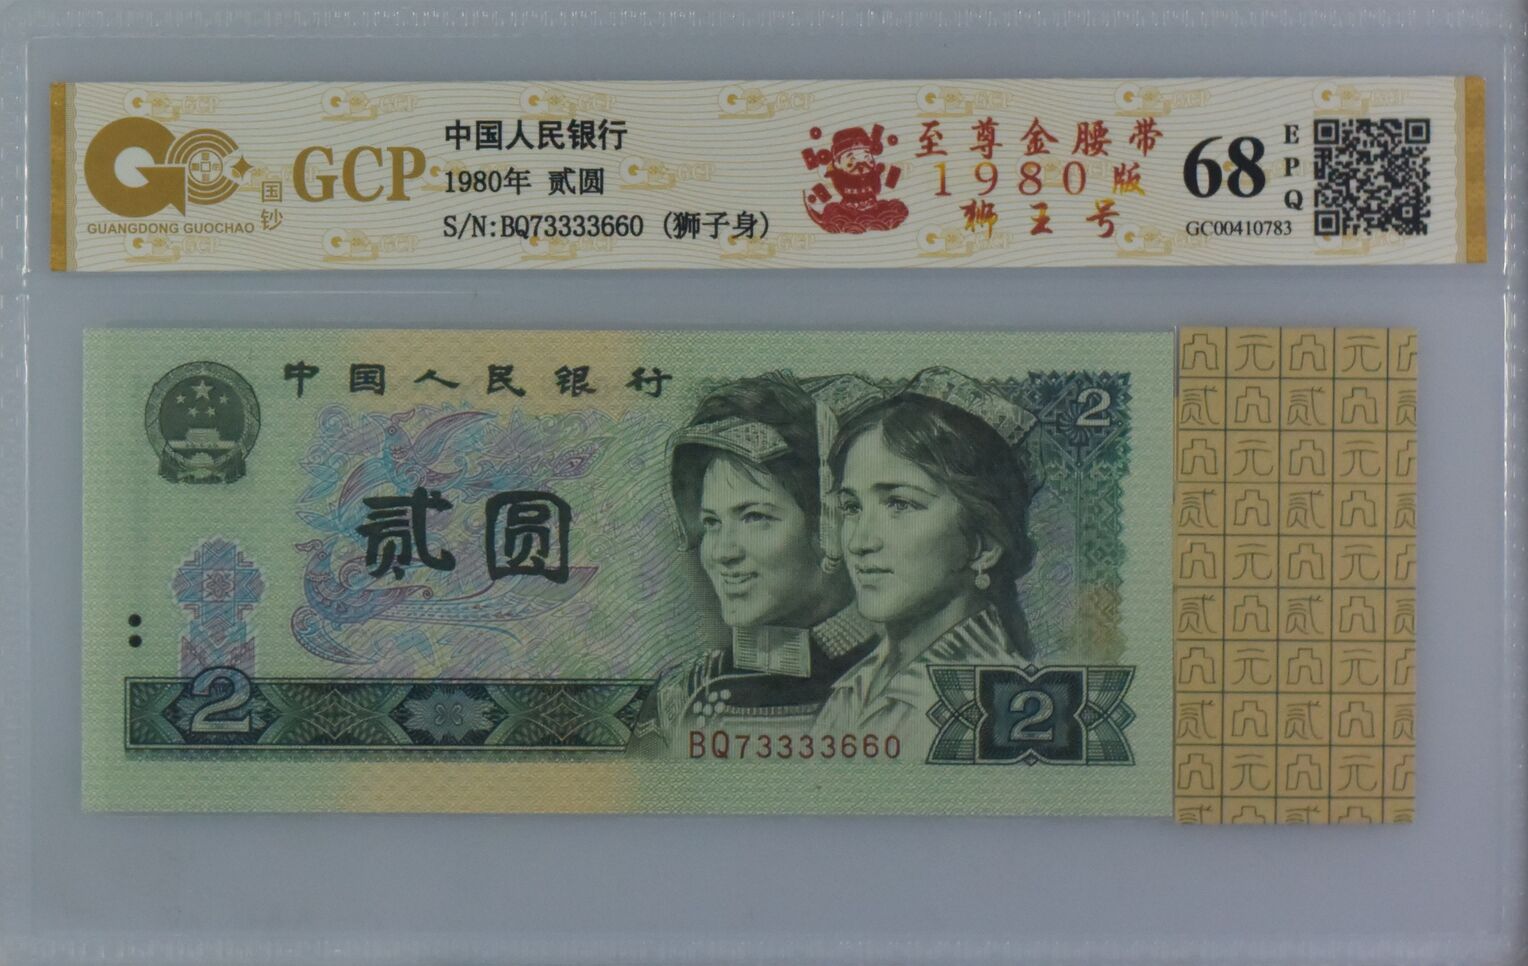 GCP
国钞
GUANGDONG GUOCHAO
中国人民银行
1980年 贰圆
S/N:BQ73333660 (狮子身)
至尊金腰带
1980版
狮王号
68
EPQ
GC00410783
中国人民银行
贰圆
2
2
2
BQ73333660